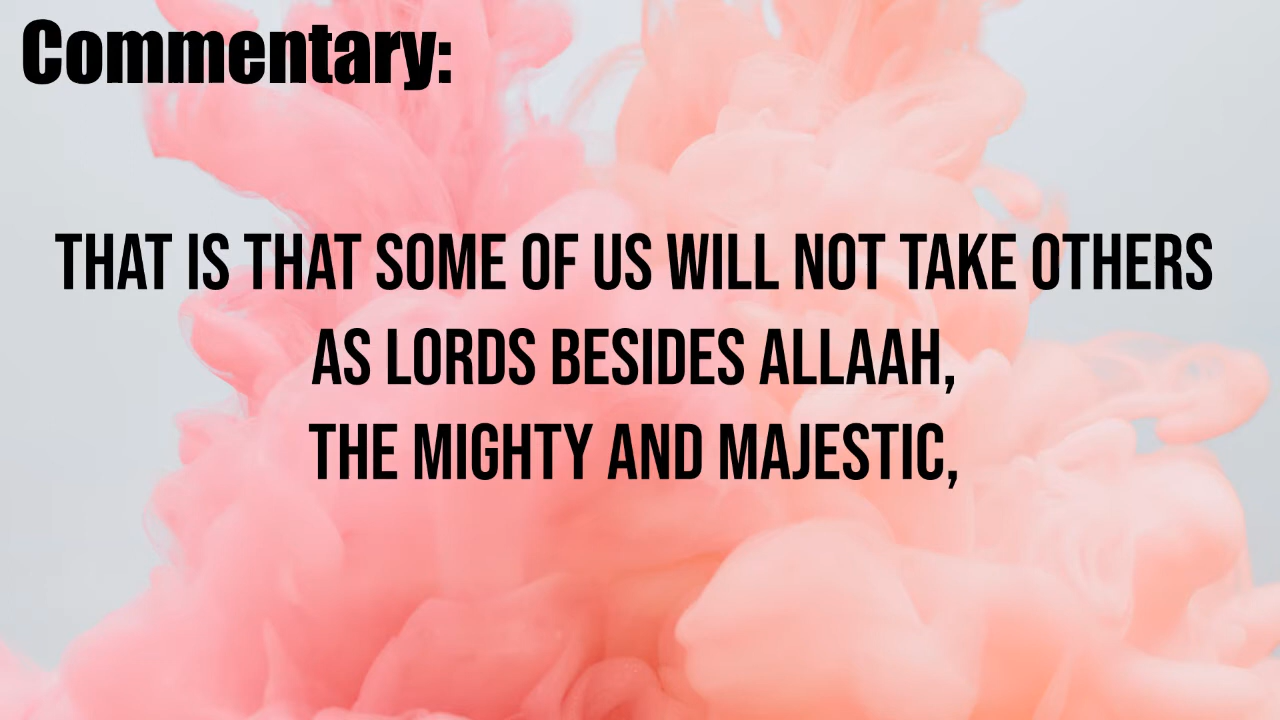 Commentary:
THAT IS THAT SOME OF US WILL NOT TAKE OTHERS
AS LORDS BESIDES ALLAAH,
THE MIGHTY AND MAJESTIC,